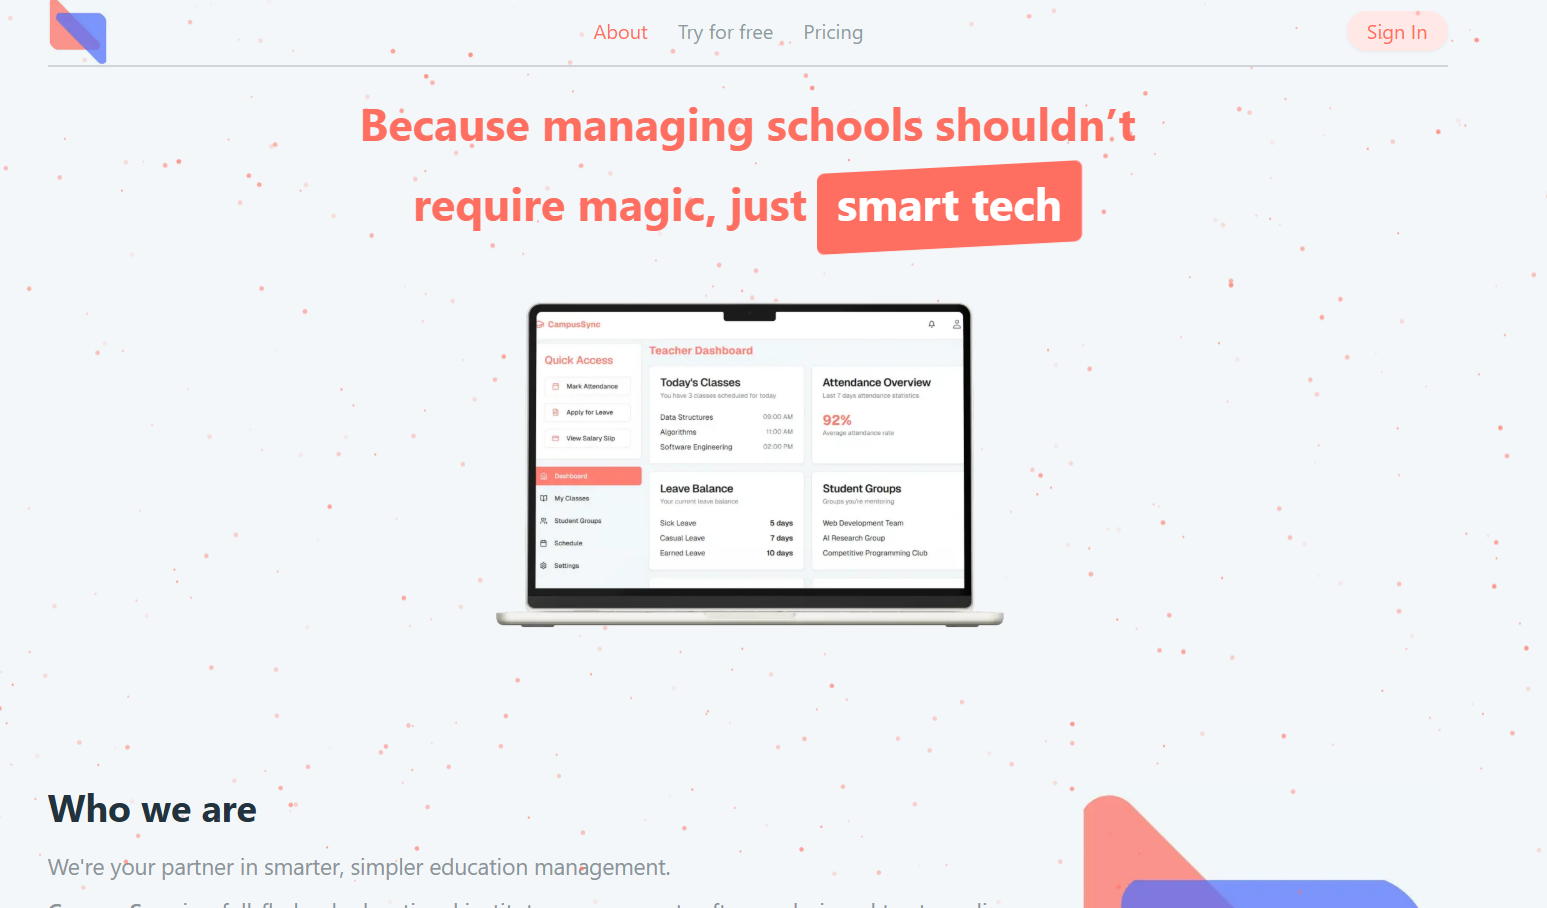 About
Try for free
Pricing
Sign In
Because managing schools shouldn’t
require magic, just smart tech
CampusSync
Quick Access
Mark Attendance
Apply for Leave
View Salary Slip
Dashboard
My Classes
Student Groups
Schedule
Settings
Teacher Dashboard
Today's Classes
You have 3 classes scheduled for today
Data Structures 09:00 AM
Algorithms 11:00 AM
Software Engineering 02:00 PM
Attendance Overview
Last 7 days attendance statistics
92%
Average attendance rate
Leave Balance
Your current leave balance
Sick Leave 5 days
Casual Leave 7 days
Earned Leave 10 days
Student Groups
Groups you're mentoring
Web Development Team
AI Research Group
Competitive Programming Club
Who we are
We're your partner in smarter, simpler education management.